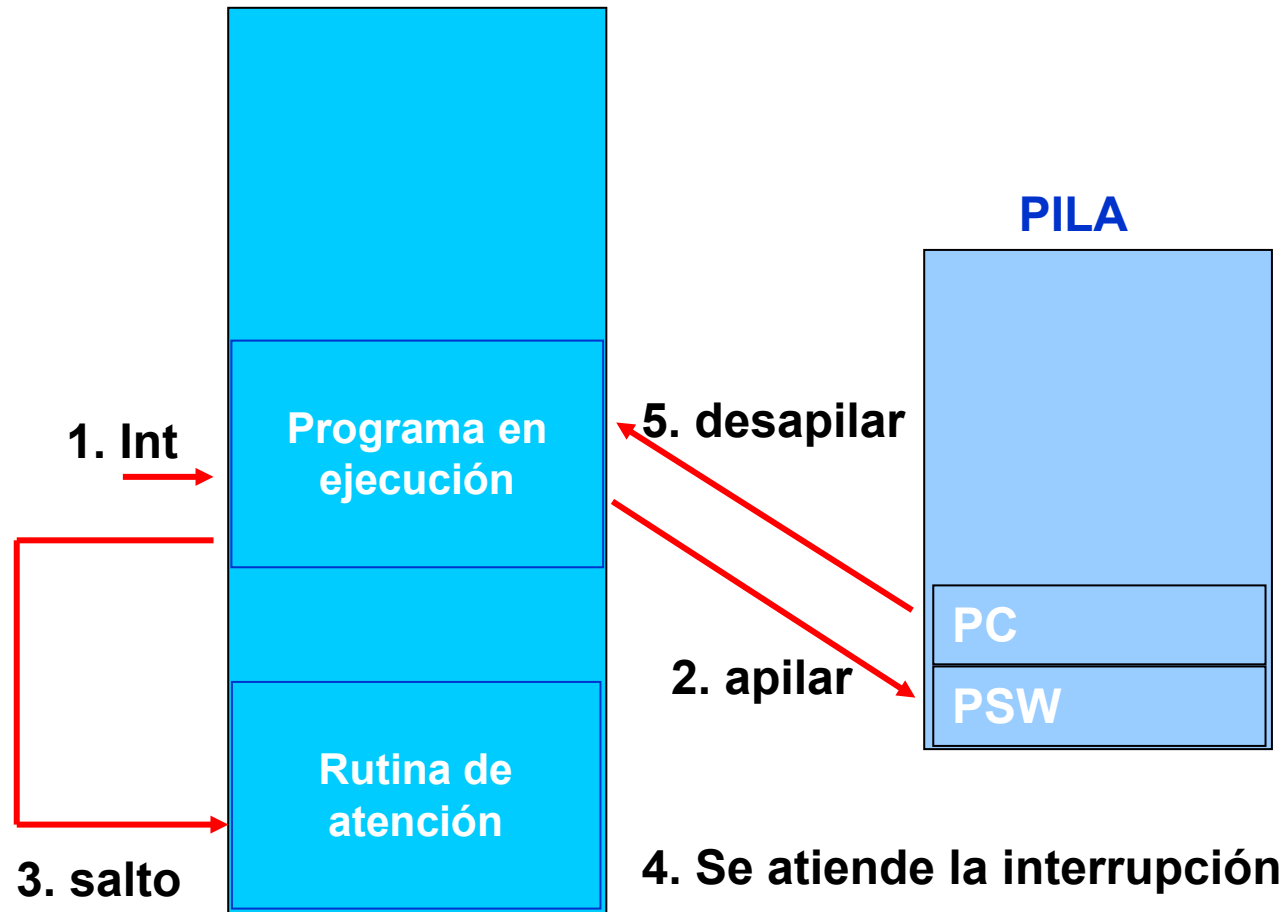 PILA
1. Int
Programa en
ejecución
5. desapilar
PC
2. apilar
PSW
Rutina de
atención
3. salto
4. Se atiende la interrupción